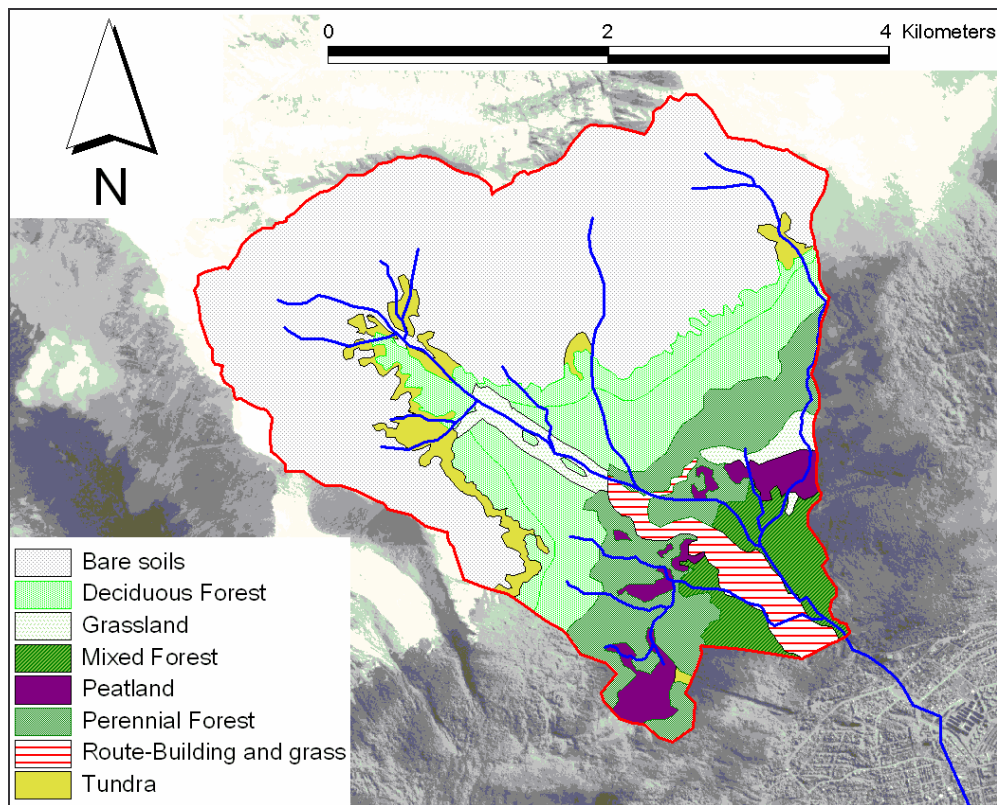 0 2 4 Kilometers
N
Bare soils
Deciduous Forest
Grassland
Mixed Forest
Peatland
Perennial Forest
Route-Building and grass
Tundra